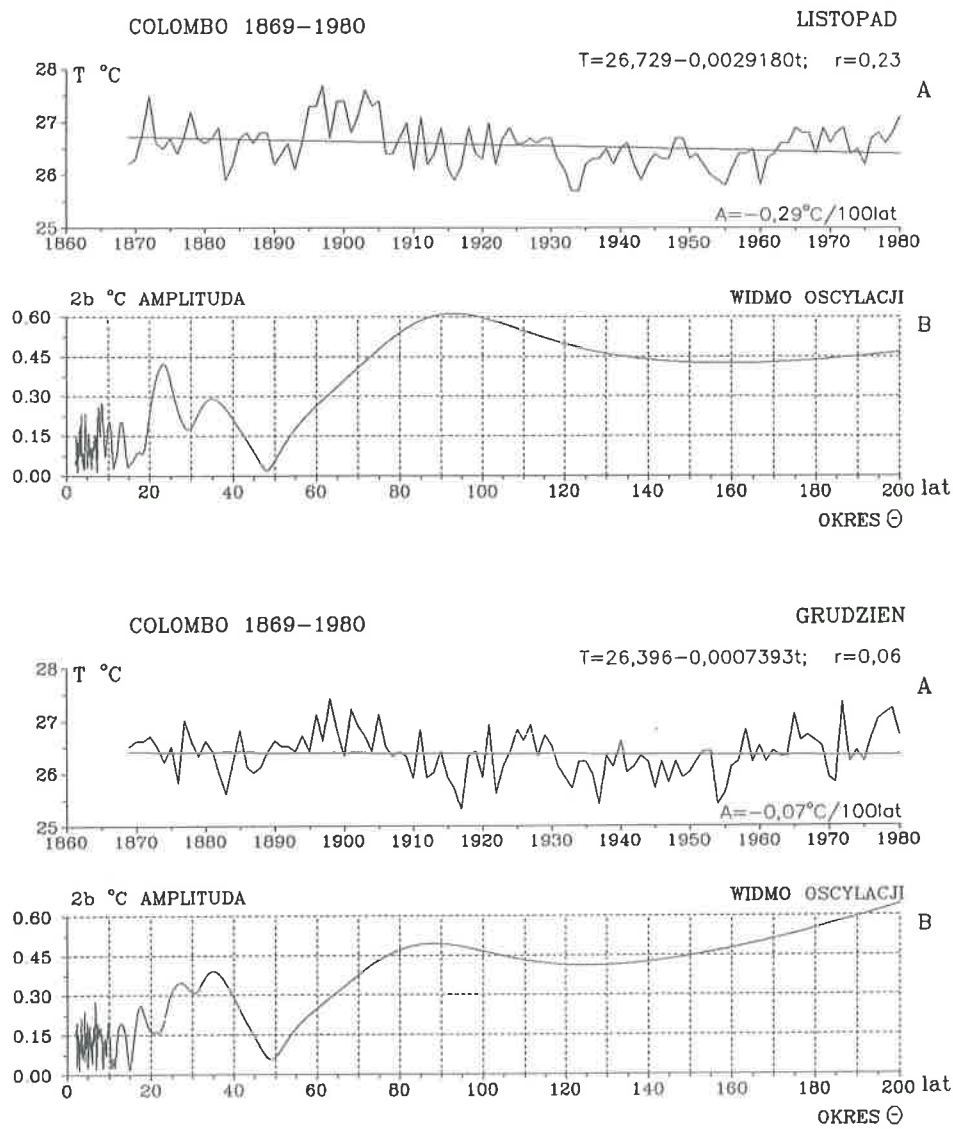 COLOMBO 1869-1980
LISTOPAD
T=26,729-0,0029180t; r=0,23
T °C
A
28
27
26
25
A=-0,29°C/100lat
1860 1870 1880 1890 1900 1910 1920 1930 1940 1950 1960 1970 1980
2b °C AMPLITUDA
WIDMO OSCYLACJI
B
0.60
0.45
0.30
0.15
0.00
0 20 40 60 80 100 120 140 160 180 200 lat
OKRES Θ
COLOMBO 1869-1980
GRUDZIEN
T=26,396-0,0007393t; r=0,06
T °C
A
28
27
26
25
A=-0,07°C/100lat
1860 1870 1880 1890 1900 1910 1920 1930 1940 1950 1960 1970 1980
2b °C AMPLITUDA
WIDMO OSCYLACJI
B
0.60
0.45
0.30
0.15
0.00
0 20 40 60 80 100 120 140 160 180 200 lat
OKRES Θ